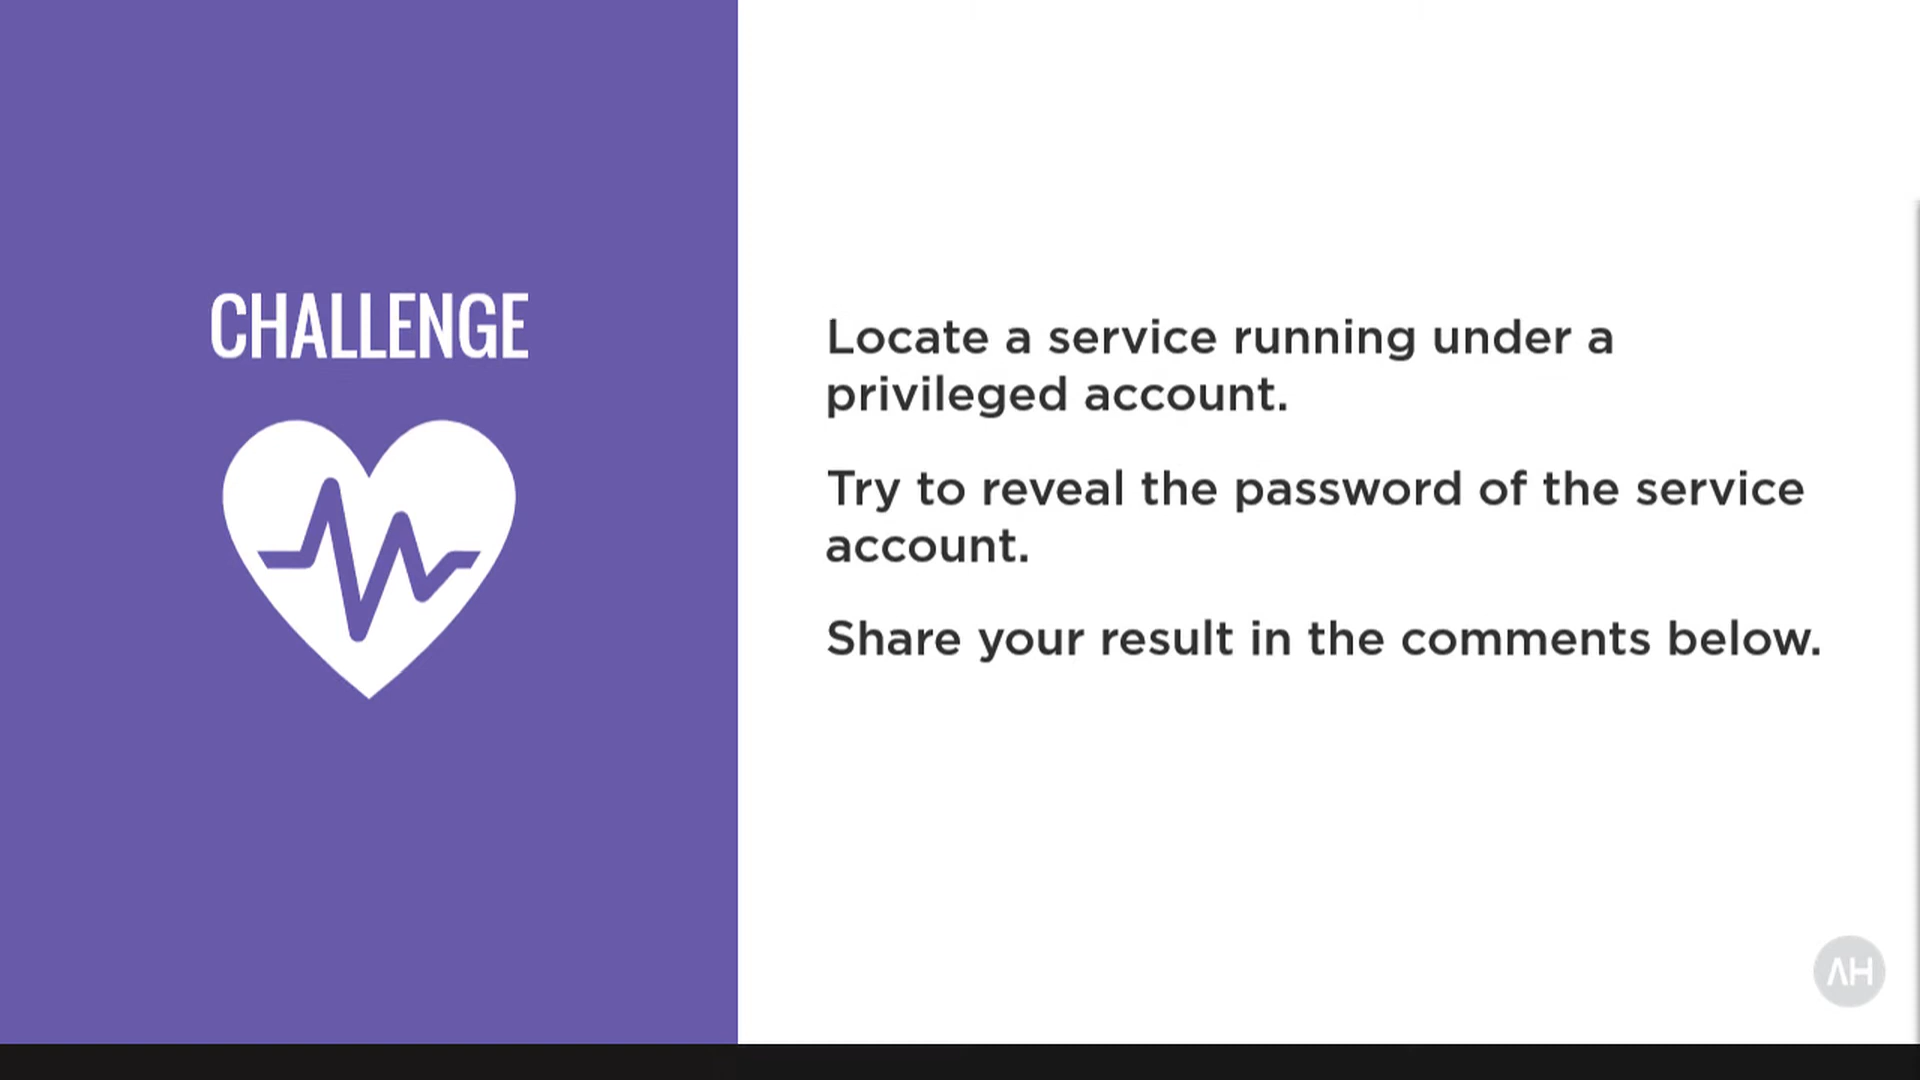 CHALLENGE
Locate a service running under a
privileged account.
Try to reveal the password of the service
account.
Share your result in the comments below.
AH